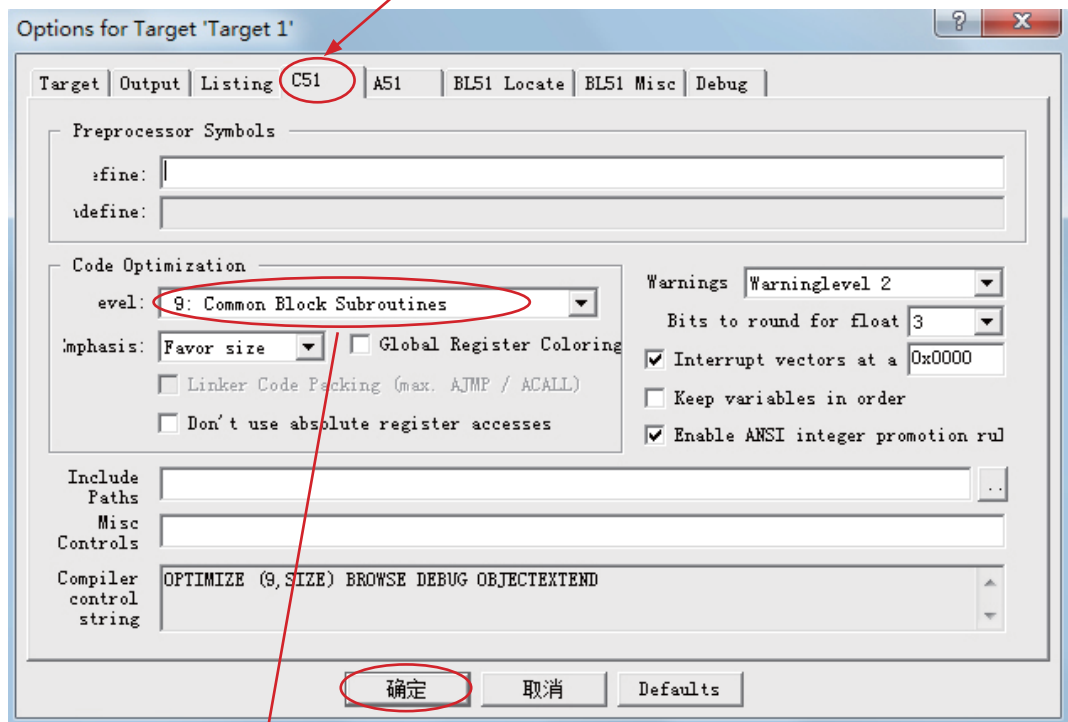 Options for Target 'Target 1'
Target Output Listing C51 A51 BL51 Locate BL51 Misc Debug
Preprocessor Symbols
efine:
define:
Code Optimization
evel: 9: Common Block Subroutines
mphasis: Favor size Global Register Coloring
Linker Code Packing (max. AJMP / ACALL)
Don't use absolute register accesses
Warnings Warninglevel 2
Bits to round for float 3
Interrupt vectors at a 0x0000
Keep variables in order
Enable ANSI integer promotion rul
Include
Paths
..
Misc
Controls
Compiler
control
string
OPTIMIZE (9,SIZE) BROWSE DEBUG OBJECTEXTEND
确定 取消 Defaults